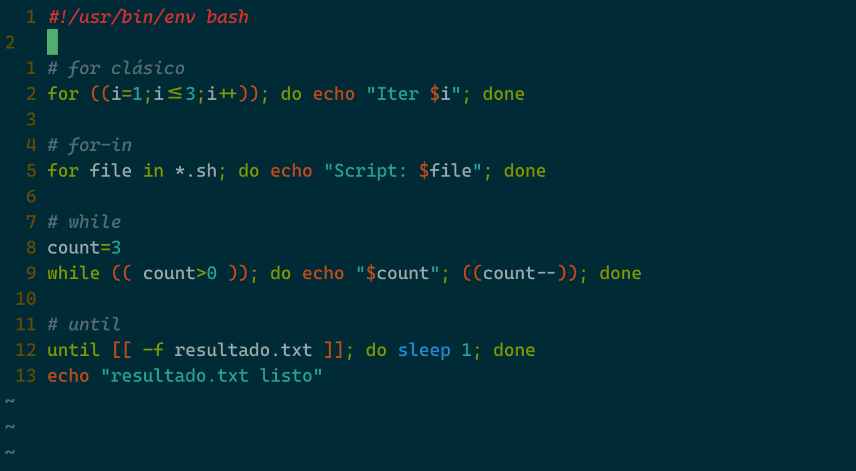 1 #!/usr/bin/env bash
2
1 # for clásico
2 for ((i=1;i<=3;i++)); do echo "Iter $i"; done
3
4 # for-in
5 for file in *.sh; do echo "Script: $file"; done
6
7 # while
8 count=3
9 while (( count>0 )); do echo "$count"; ((count--)); done
10
11 # until
12 until [[ -f resultado.txt ]]; do sleep 1; done
13 echo "resultado.txt listo"
~
~
~